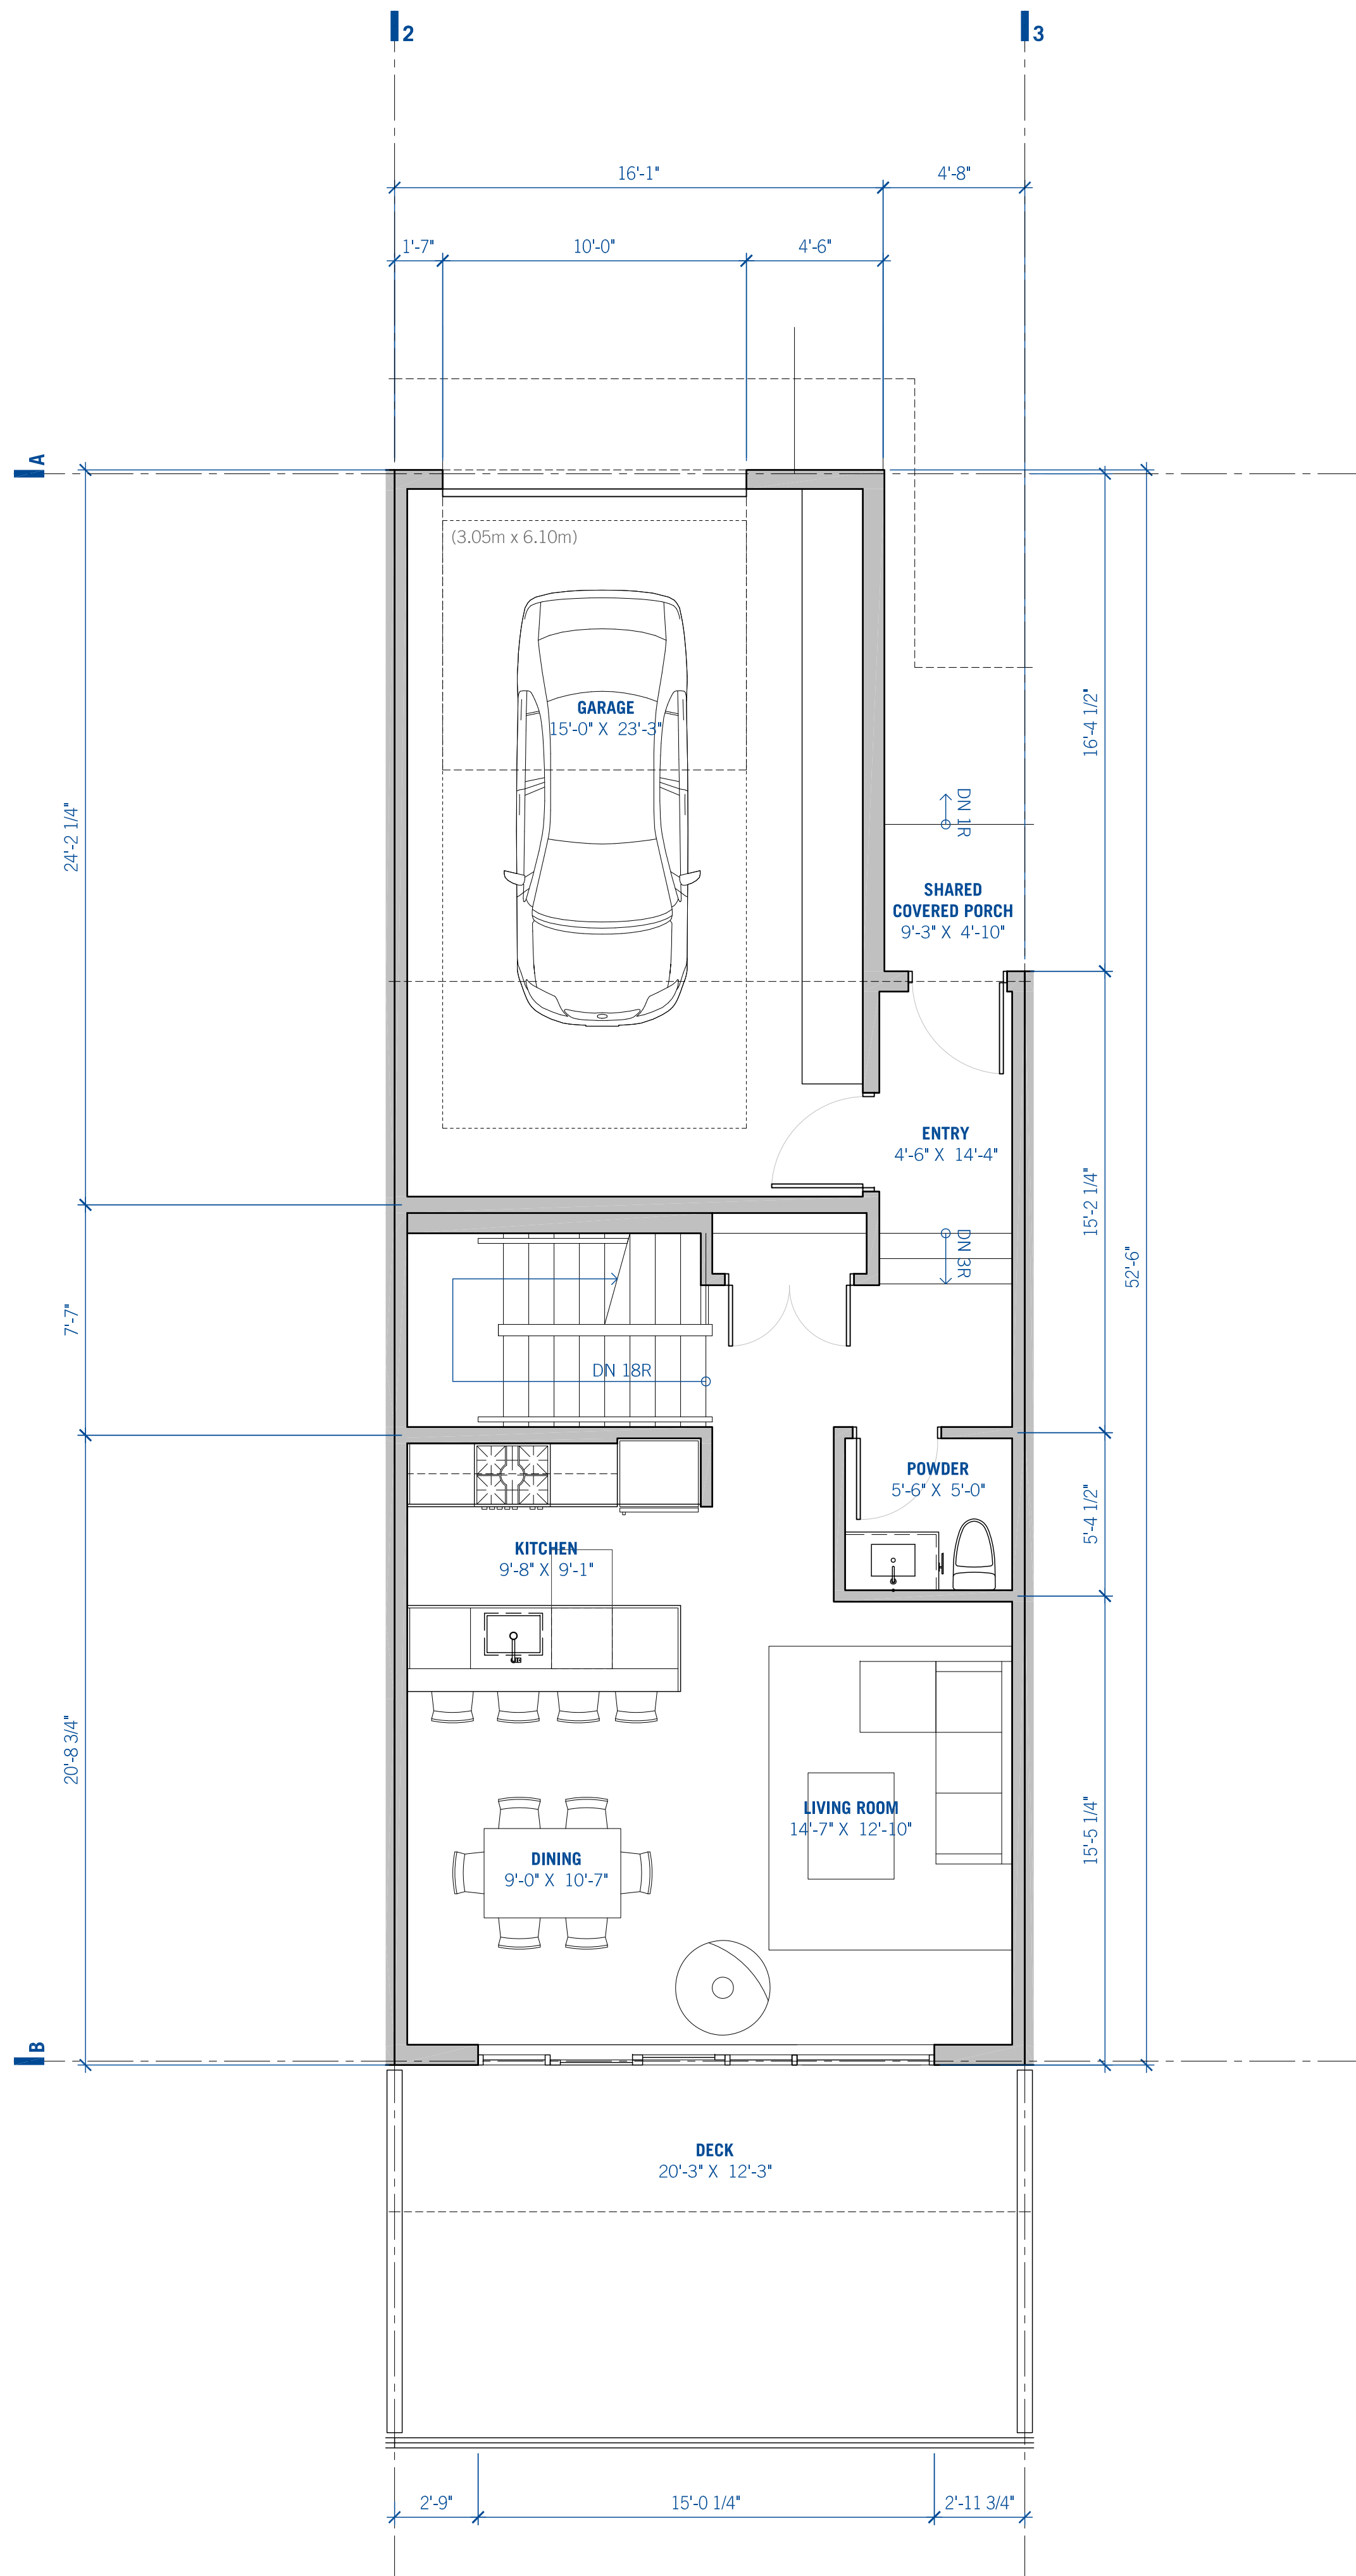 2
3
16'-1"
4'-8"
1'-7"
10'-0"
4'-6"
A
(3.05m x 6.10m)
GARAGE
15'-0" X 23'-3"
16'-4 1/2"
24'-2 1/4"
DN 1R
SHARED
COVERED PORCH
9'-3" X 4'-10"
ENTRY
4'-6" X 14'-4"
15'-2 1/4"
52'-6"
DN 3R
7'-7"
DN 18R
POWDER
5'-6" X 5'-0"
5'-4 1/2"
KITCHEN
9'-8" X 9'-1"
20'-8 3/4"
LIVING ROOM
14'-7" X 12'-10"
15'-5 1/4"
DINING
9'-0" X 10'-7"
B
DECK
20'-3" X 12'-3"
2'-9"
15'-0 1/4"
2'-11 3/4"